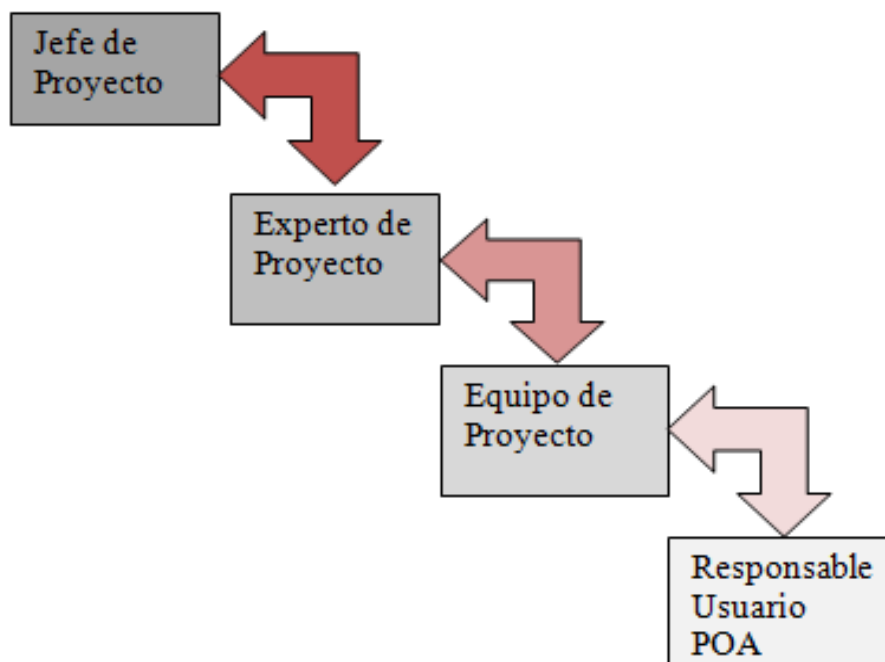 Jefe de
Proyecto
Experto de
Proyecto
Equipo de
Proyecto
Responsable
Usuario
POA